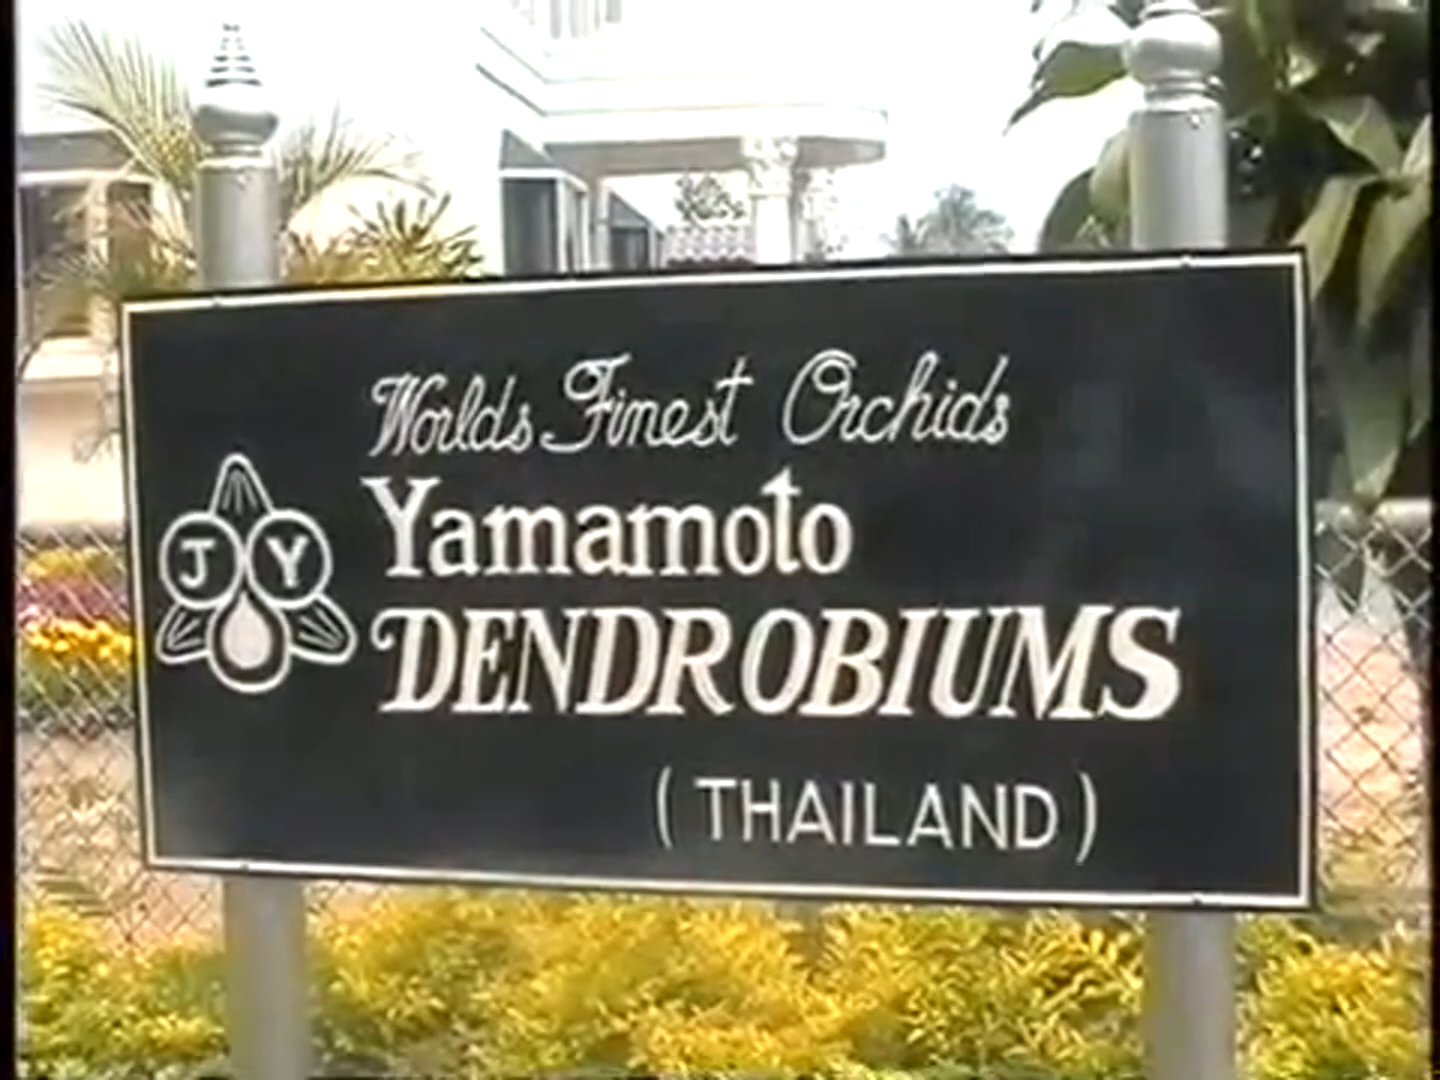 Worlds Finest Orchids
J Y
Yamamoto
DENDROBIUMS
(THAILAND)